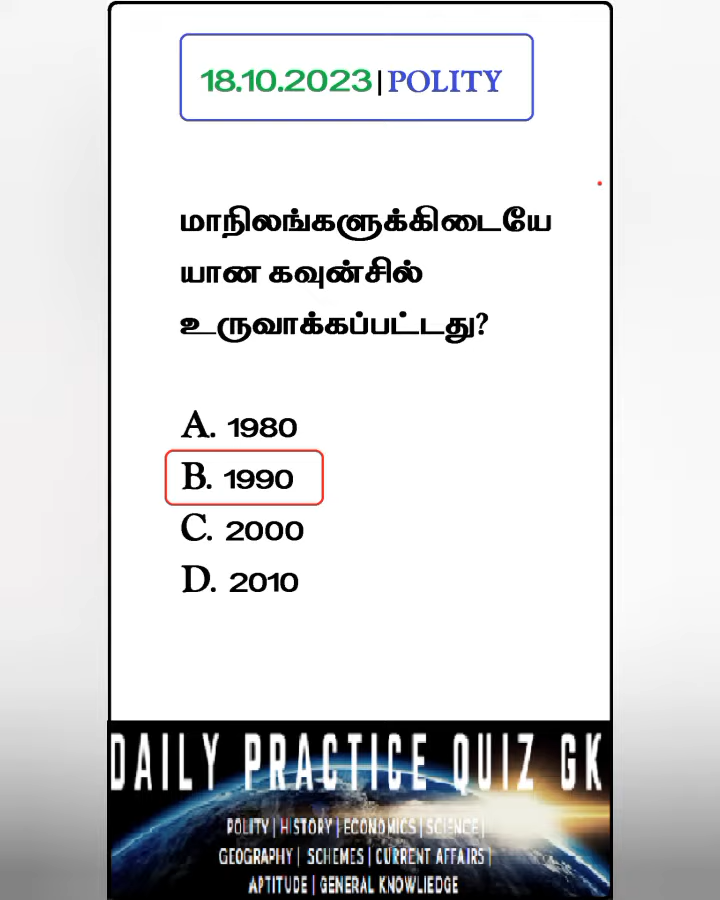 18.10.2023|POLITY
மாநிலங்களுக்கிடையே
யான கவுன்சில்
உருவாக்கப்பட்டது?
A. 1980
B. 1990
C. 2000
D. 2010
DAILY PRACTICE QUIZ GK
POLITY | HISTORY | ECONOMICS | SCIENCE |
GEOGRAPHY | SCHEMES | CURRENT AFFAIRS |
APTITUDE | GENERAL KNOWLIEDGE